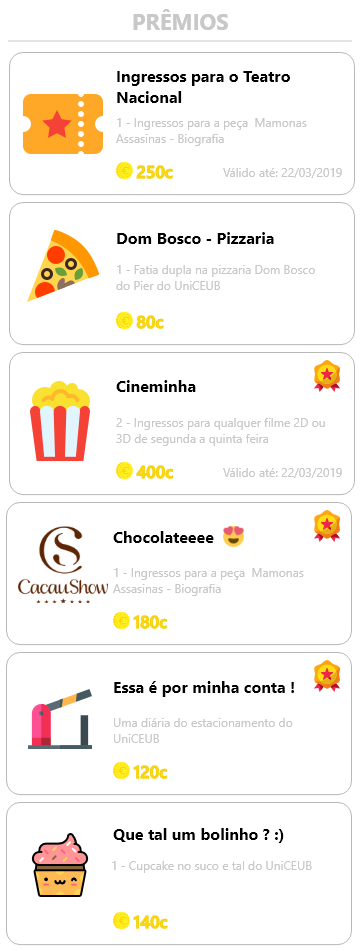 PRÊMIOS
Ingressos para o Teatro
Nacional
1 - Ingressos para a peça Mamonas
Assasinas - Biografia
250c
Válido até: 22/03/2019
Dom Bosco - Pizzaria
1 - Fatia dupla na pizzaria Dom Bosco
do Pier do UniCEUB
80c
Cineminha
2 - Ingressos para qualquer filme 2D ou
3D de segunda a quinta feira
400c
Válido até: 22/03/2019
CacauShow
Chocolateeee
1 - Ingressos para a peça Mamonas
Assasinas - Biografia
180c
Essa é por minha conta !
Uma diária do estacionamento do
UniCEUB
120c
Que tal um bolinho ? :)
1 - Cupcake no suco e tal do UniCEUB
140c